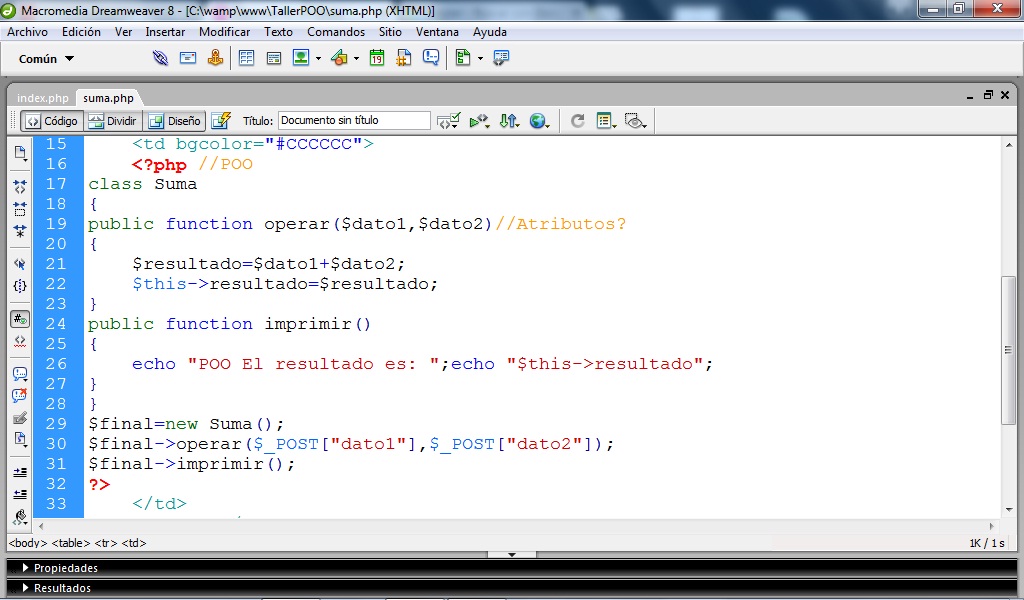 Macromedia Dreamweaver 8 - [C:\wamp\www\TallerPOO\suma.php (XHTML)]
Archivo Edición Ver Insertar Modificar Texto Comandos Sitio Ventana Ayuda
Común
19
index.php suma.php
Código Dividir Diseño Título: Documento sin título
15 <td bgcolor="#CCCCCC">
16 <?php //POO
17 class Suma
18 {
19 public function operar($dato1,$dato2)//Atributos?
20 {
21 $resultado=$dato1+$dato2;
22 $this->resultado=$resultado;
23 }
24 public function imprimir()
25 {
26 echo "POO El resultado es: ";echo "$this->resultado";
27 }
28 }
29 $final=new Suma();
30 $final->operar($_POST["dato1"],$_POST["dato2"]);
31 $final->imprimir();
32 ?>
33 </td>
<body> <table> <tr> <td> 1K / 1 s
Propiedades
Resultados